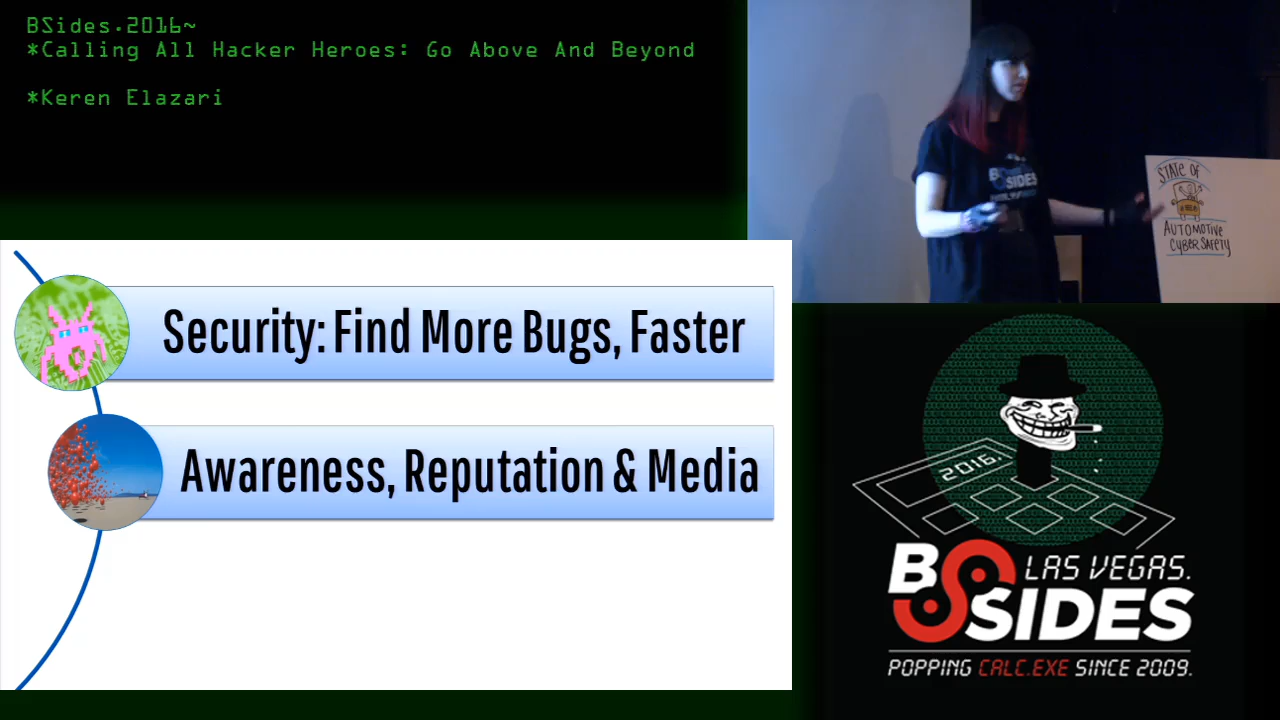 BSides.2016~
*Calling All Hacker Heroes: Go Above And Beyond
*Keren Elazari
SIDES
STATE OF
AUTOMOTIVE
CYBER SAFETY
Security: Find More Bugs, Faster
Awareness, Reputation & Media
2016.
BSIDES
LAS VEGAS.
POPPING CALC.EXE SINCE 2009.